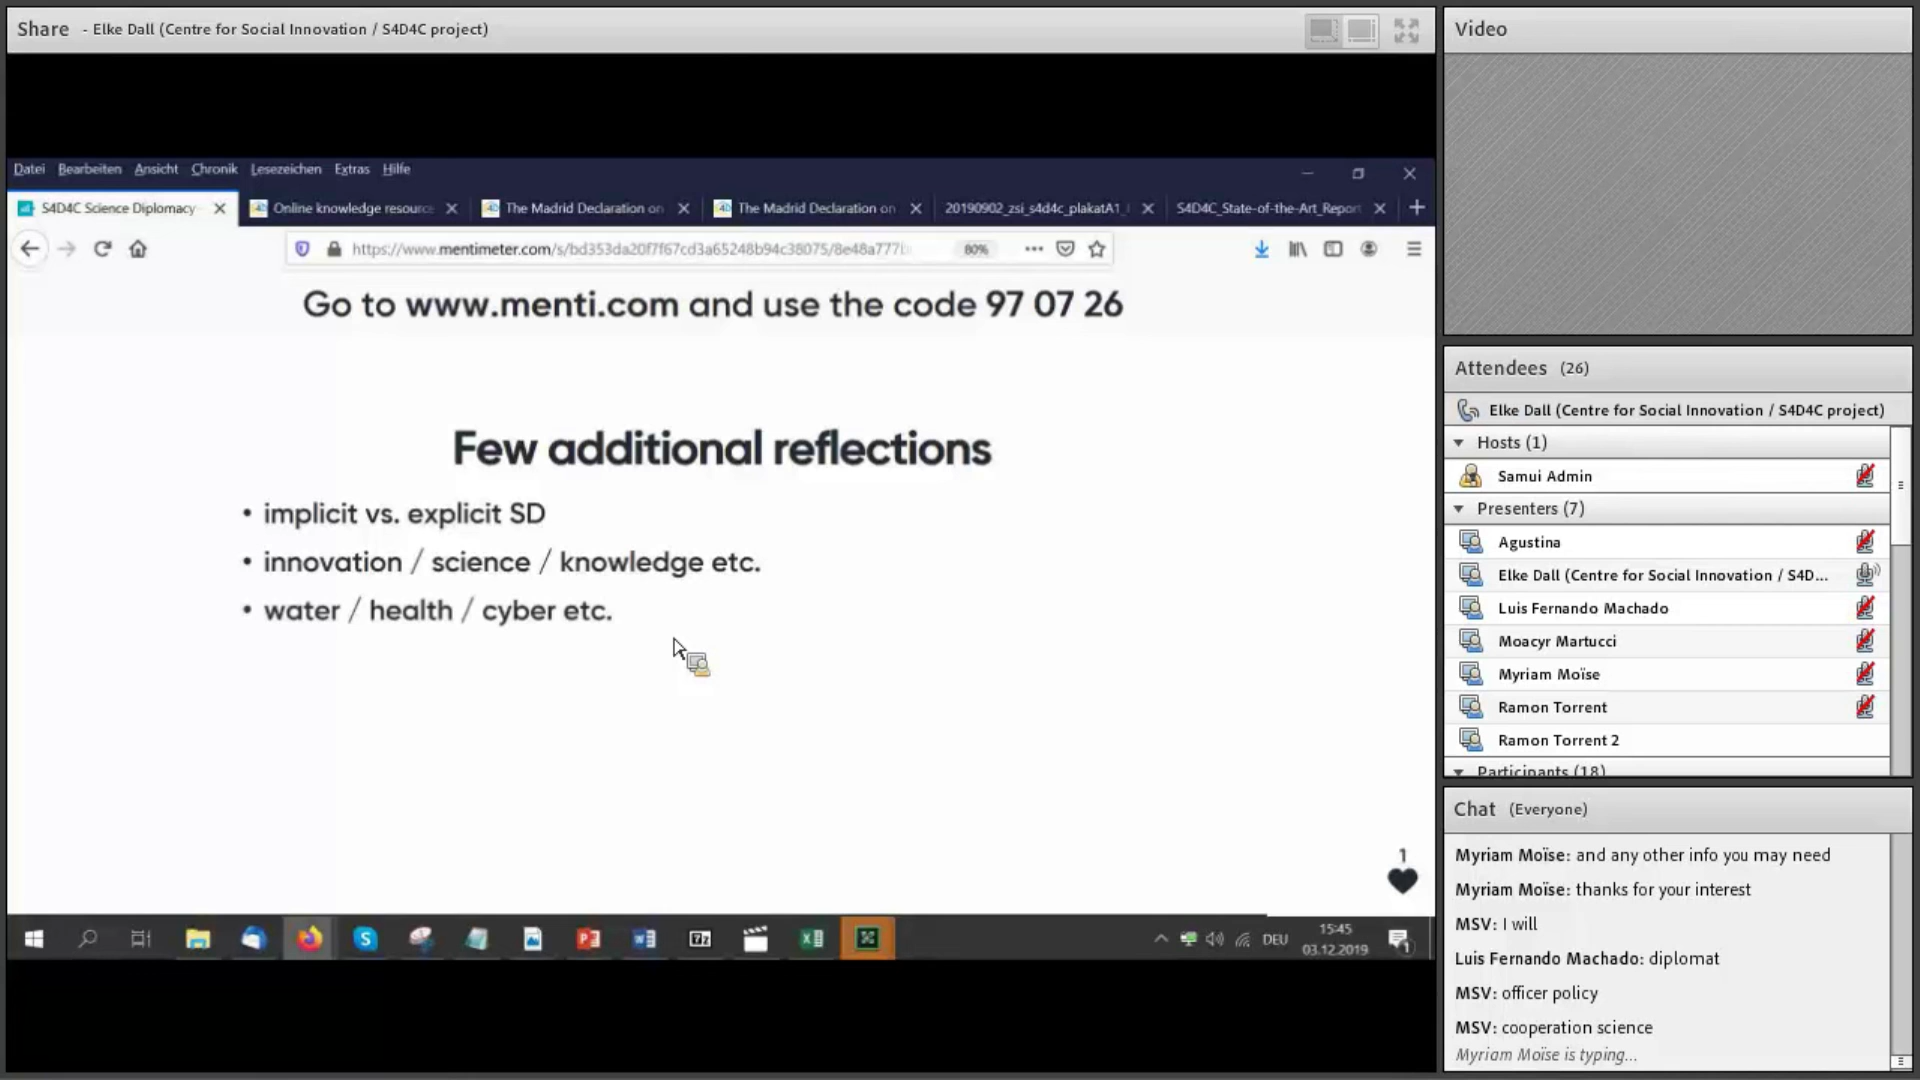 Share - Elke Dall (Centre for Social Innovation / S4D4C project)
Datei Bearbeiten Ansicht Chronik Lesezeichen Extras Hilfe
S4D4C Science Diplomacy
Online knowledge resourc
The Madrid Declaration on
The Madrid Declaration on
20190902_zsi_s4d4c_plakatA1_
S4D4C_State-of-the-Art_Report
https://www.mentimeter.com/s/bd353da20f7f67cd3a65248b94c38075/8e48a777b 80%
Go to www.menti.com and use the code 97 07 26
Few additional reflections
• implicit vs. explicit SD
• innovation / science / knowledge etc.
• water / health / cyber etc.
1
DEU
15:45
03.12.2019
1
Video
Attendees (26)
Elke Dall (Centre for Social Innovation / S4D4C project)
Hosts (1)
Samui Admin
Presenters (7)
Agustina
Elke Dall (Centre for Social Innovation / S4D...
Luis Fernando Machado
Moacyr Martucci
Myriam Moïse
Ramon Torrent
Ramon Torrent 2
Participants (18)
Chat (Everyone)
Myriam Moïse: and any other info you may need
Myriam Moïse: thanks for your interest
MSV: I will
Luis Fernando Machado: diplomat
MSV: officer policy
MSV: cooperation science
Myriam Moïse is typing...